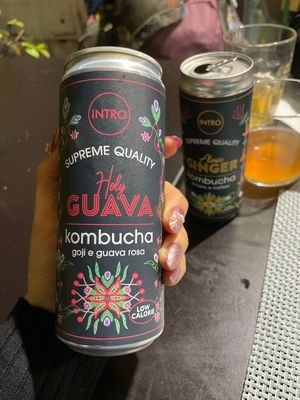 INTRO
SUPREME QUALITY
Holy
GUAVA
kombucha
goji e guava rosa
LOW
CALORIE
INTRO
SUPREME QUALITY
GINGER
kombucha